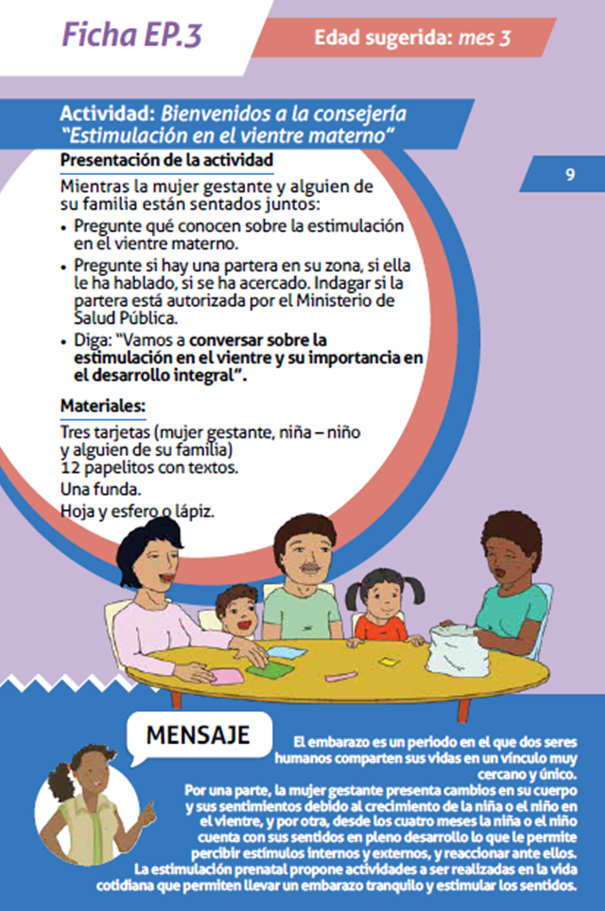 Ficha EP.3
Edad sugerida: mes 3
Actividad: Bienvenidos a la consejería
“Estimulación en el vientre materno”
9
Presentación de la actividad
Mientras la mujer gestante y alguien de
su familia están sentados juntos:
• Pregunte qué conocen sobre la estimulación
en el vientre materno.
• Pregunte si hay una partera en su zona, si ella
le ha hablado, si se ha acercado. Indagar si la
partera está autorizada por el Ministerio de
Salud Pública.
• Diga: “Vamos a conversar sobre la
estimulación en el vientre y su importancia en
el desarrollo integral”.
Materiales:
Tres tarjetas (mujer gestante, niña – niño
y alguien de su familia)
12 papelitos con textos.
Una funda.
Hoja y esfero o lápiz.
MENSAJE
El embarazo es un periodo en el que dos seres
humanos comparten sus vidas en un vínculo muy
cercano y único.
Por una parte, la mujer gestante presenta cambios en su cuerpo
y sus sentimientos debido al crecimiento de la niña o el niño en
el vientre, y por otra, desde los cuatro meses la niña o el niño
cuenta con sus sentidos en pleno desarrollo lo que le permite
percibir estímulos internos y externos, y reaccionar ante ellos.
La estimulación prenatal propone actividades a ser realizadas en la vida
cotidiana que permiten llevar un embarazo tranquilo y estimular los sentidos.